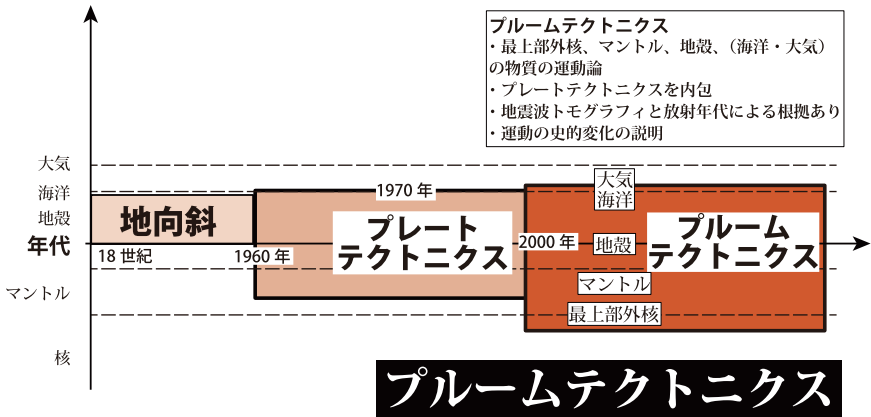 プルームテクトニクス
・最上部外核、マントル、地殻、（海洋・大気）
の物質の運動論
・プレートテクトニクスを内包
・地震波トモグラフィと放射年代による根拠あり
・運動の史的変化の説明
大気
海洋
地殻
年代
マントル
核
地向斜
18 世紀
1960 年
1970 年
プレート
テクトニクス
2000 年
大気
海洋
地殻
マントル
最上部外核
プルーム
テクトニクス
プルームテクトニクス